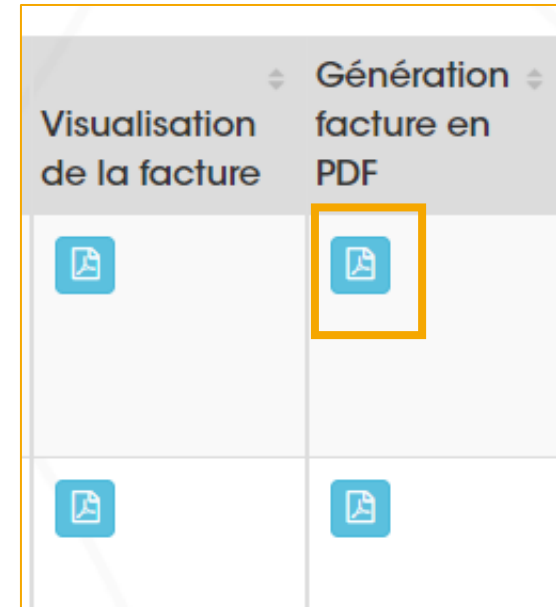 Visualisation
de la facture
Génération
facture en
PDF